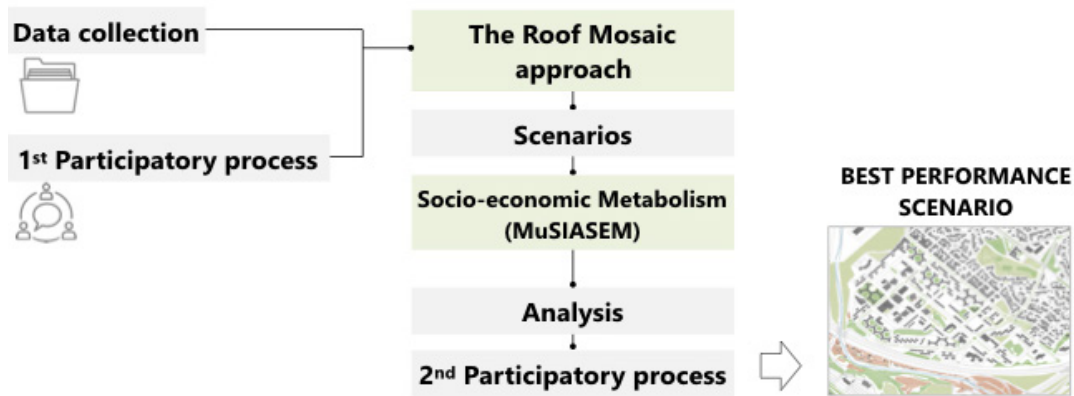 Data collection
1st Participatory process
The Roof Mosaic
approach
Scenarios
Socio-economic Metabolism
(MuSIASEM)
Analysis
2nd Participatory process
BEST PERFORMANCE
SCENARIO